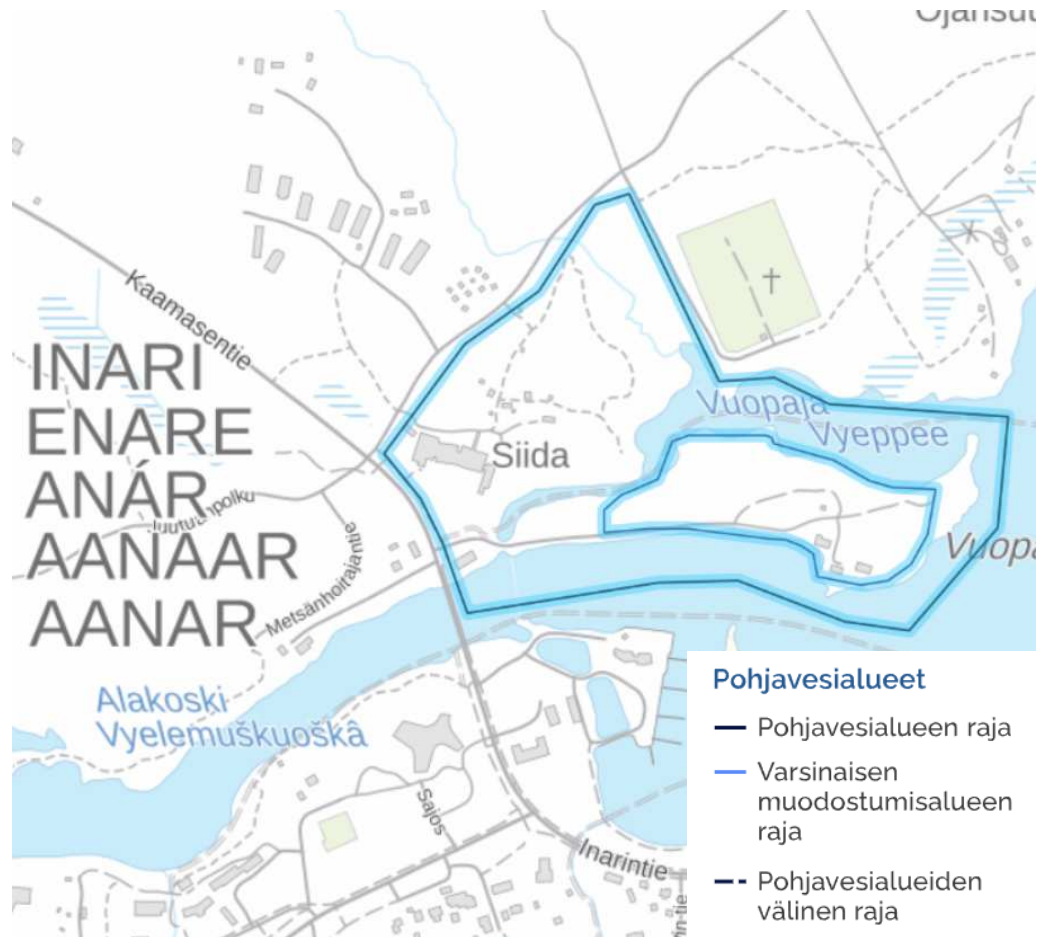 Ojansuu
Kaamasentie
INARI
ENARE
ANÁR
AANAAR
AANAR
Siida
Vuopaja
Vyeppee
Metsänhoitajantie
Alakoski
Vyelemuškuoškâ
Sajos
Inarintie
Pohjavesialueet
Pohjavesialueen raja
Varsinaisen
muodostumisalueen
raja
Pohjavesialueiden
välinen raja